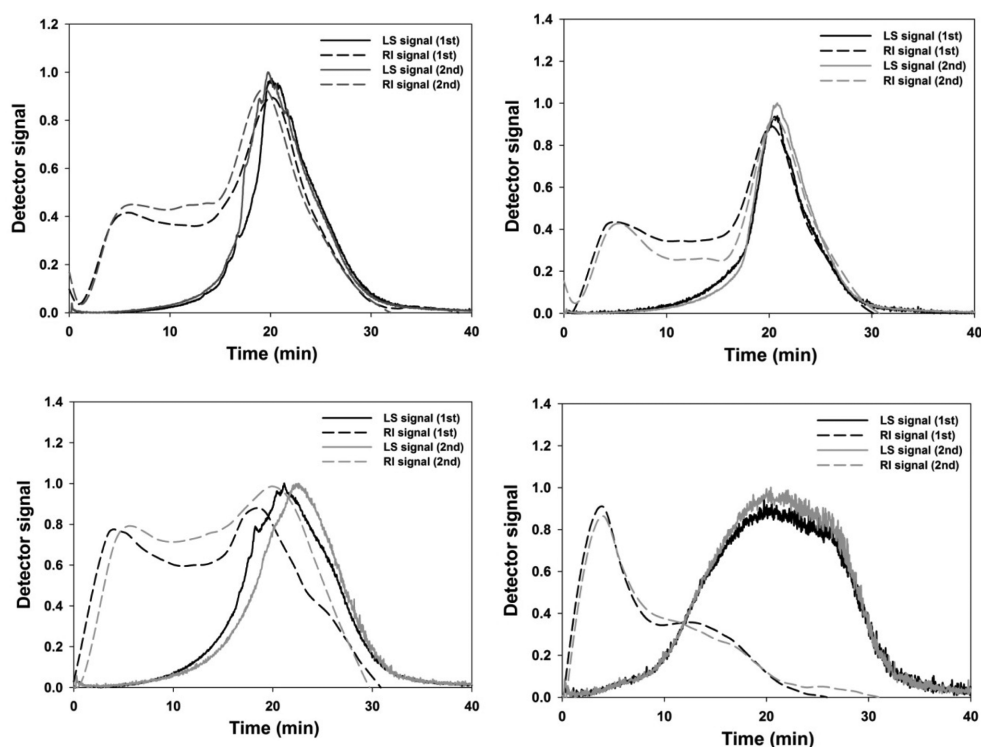 1.2
1.0
0.8
0.6
0.4
0.2
0.0
Detector signal
LS signal (1st)
RI signal (1st)
LS signal (2nd)
RI signal (2nd)
0 10 20 30 40
Time (min)
1.4
1.2
1.0
0.8
0.6
0.4
0.2
0.0
Detector signal
LS signal (1st)
RI signal (1st)
LS signal (2nd)
RI signal (2nd)
0 10 20 30 40
Time (min)
1.4
1.2
1.0
0.8
0.6
0.4
0.2
0.0
Detector signal
LS signal (1st)
RI signal (1st)
LS signal (2nd)
RI signal (2nd)
0 10 20 30 40
Time (min)
1.4
1.2
1.0
0.8
0.6
0.4
0.2
0.0
Detector signal
LS signal (1st)
RI signal (1st)
LS signal (2nd)
RI signal (2nd)
0 10 20 30 40
Time (min)